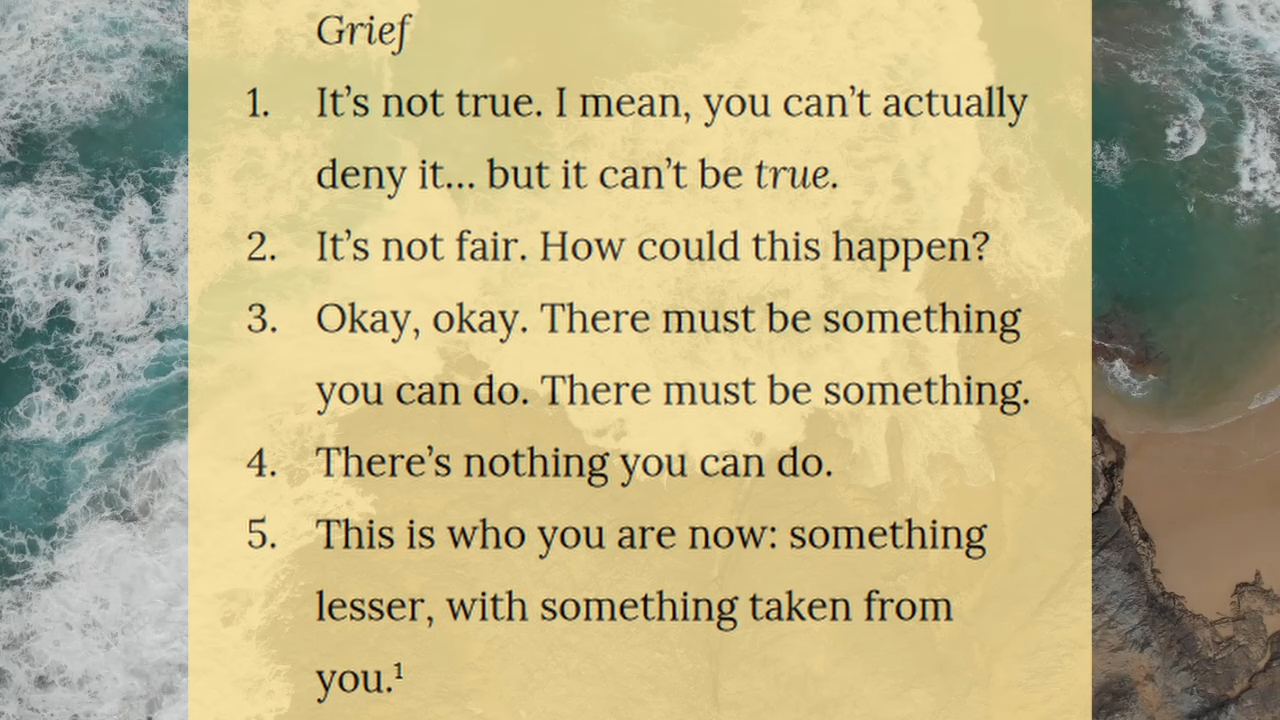 Grief
1. It’s not true. I mean, you can’t actually
deny it… but it can’t be true.
2. It’s not fair. How could this happen?
3. Okay, okay. There must be something
you can do. There must be something.
4. There’s nothing you can do.
5. This is who you are now: something
lesser, with something taken from
you.¹